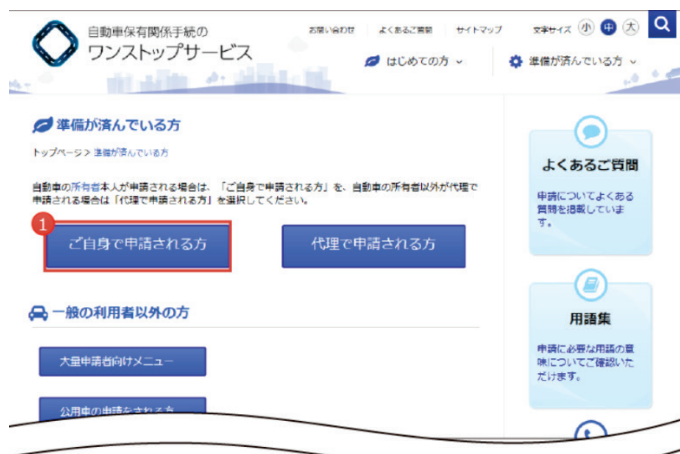 自動車保有関係手続の
ワンストップサービス
お問い合わせ よくあるご質問 サイトマップ 文字サイズ 小 中 大
はじめての方 準備が済んでいる方
準備が済んでいる方
トップページ > 準備が済んでいる方
自動車の所有者本人が申請される場合は、「ご自身で申請される方」を、自動車の所有者以外が代理で
申請される場合は「代理で申請される方」を選択してください。
1
ご自身で申請される方 代理で申請される方
一般の利用者以外の方
大量申請者向けメニュー
公用車の申請をされる方
よくあるご質問
申請についてよくある
質問を掲載していま
す。
用語集
申請に必要な用語の意
味についてご確認いた
だけます。